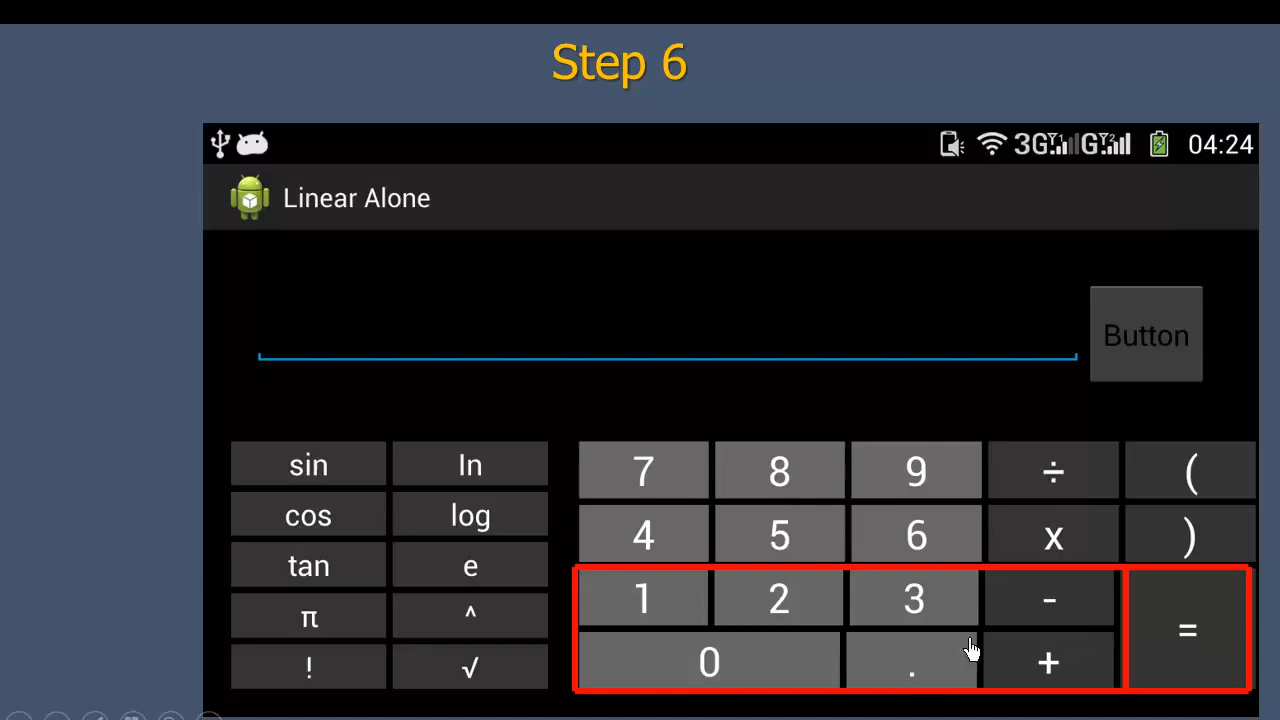 Step 6
3G G 04:24
Linear Alone
Button
sin ln 7 8 9 ÷ (
cos log 4 5 6 x )
tan e 1 2 3 -
π ^ =
! √ 0 . +